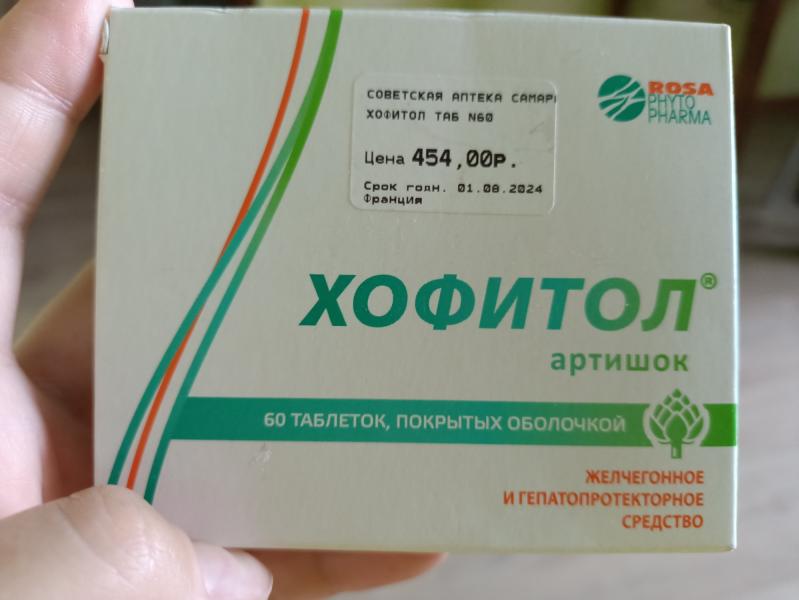 СОВЕТСКАЯ АПТЕКА САМАР
ХОФИТОЛ ТАБ N60
Цена 454,00р.
Срок годн. 01.08.2024
Франция
ROSA
PHYTO
PHARMA
ХОФИТОЛ®
артишок
60 ТАБЛЕТОК, ПОКРЫТЫХ ОБОЛОЧКОЙ
ЖЕЛЧЕГОННОЕ
И ГЕПАТОПРОТЕКТОРНОЕ
СРЕДСТВО